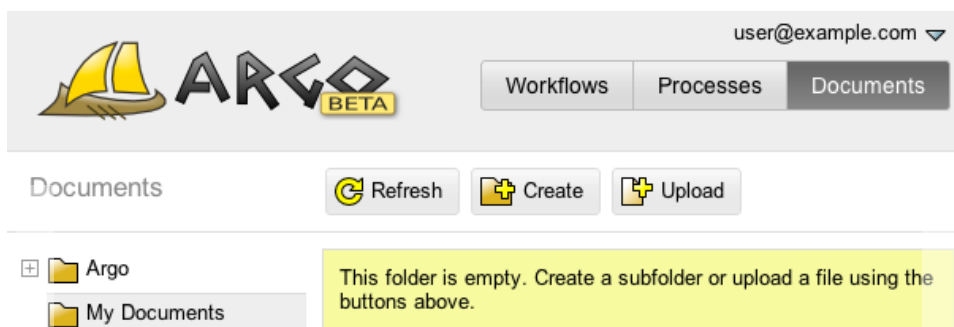 user@example.com
ARGO
BETA
Workflows Processes Documents
Documents
Refresh Create Upload
Argo
My Documents
This folder is empty. Create a subfolder or upload a file using the
buttons above.